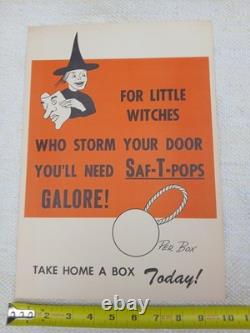 FOR LITTLE
WITCHES
WHO STORM YOUR DOOR
YOU'LL NEED SAF-T-POPS
GALORE!
PER BOX
TAKE HOME A BOX Today!